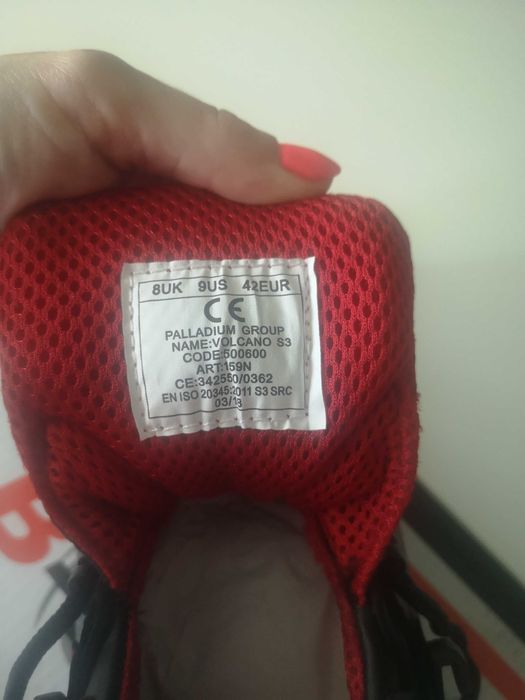 8UK 9US 42EUR
CE
PALLADIUM GROUP
NAME:VOLCANO S3
CODE:500600
ART:159N
CE:342550/0362
EN ISO 20345:2011 S3 SRC
03/18
B